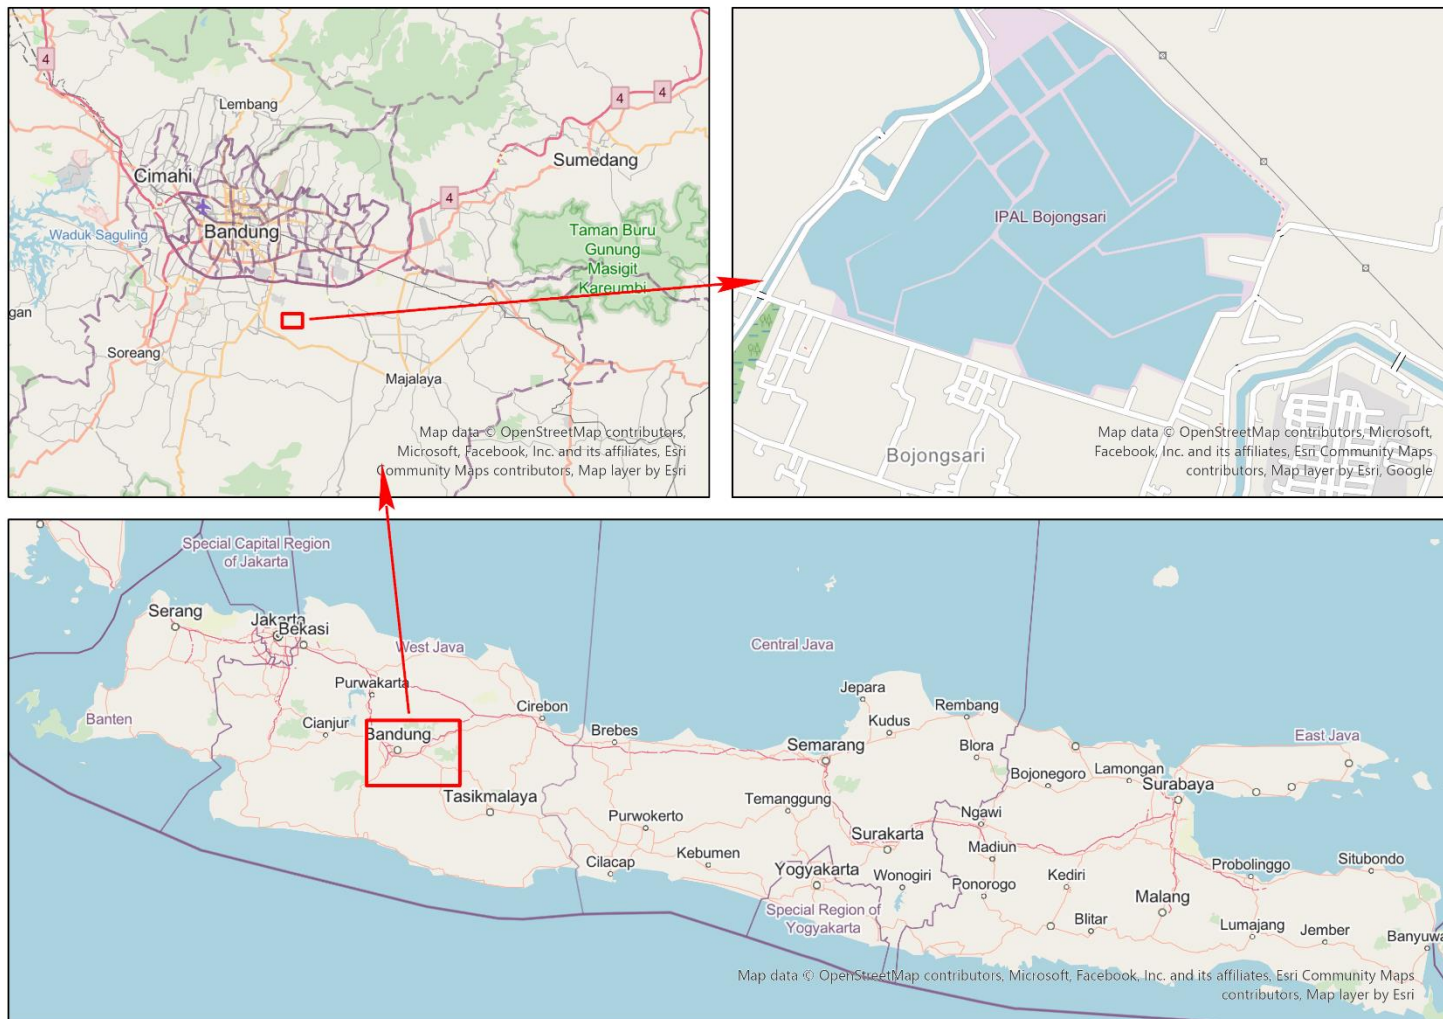 4
Lembang
4
4
Sumedang
Cimahi
4
Waduk Saguling
Bandung
Taman Buru
Gunung
Masigit
Kareumbi
gan
Soreang
Majalaya
Map data © OpenStreetMap contributors,
Microsoft, Facebook, Inc. and its affiliates, Esri
Community Maps contributors, Map layer by Esri
IPAL Bojongsari
Bojongsari
Map data © OpenStreetMap contributors, Microsoft,
Facebook, Inc. and its affiliates, Esri Community Maps
contributors, Map layer by Esri, Google
Special Capital Region
of Jakarta
Serang
Jakarta
Bekasi
West Java
Central Java
Purwakarta
Jepara
Rembang
Cirebon
Kudus
Banten
Cianjur
Brebes
Bandung
Semarang
Blora
East Java
Bojonegoro
Lamongan
Surabaya
Tasikmalaya
Temanggung
Purwokerto
Ngawi
Surakarta
Madiun
Cilacap
Kebumen
Yogyakarta
Wonogiri
Ponorogo
Kediri
Probolinggo
Situbondo
Malang
Special Region of
Yogyakarta
Blitar
Lumajang
Jember
Banyuwa
Map data © OpenStreetMap contributors, Microsoft, Facebook, Inc. and its affiliates, Esri Community Maps
contributors, Map layer by Esri